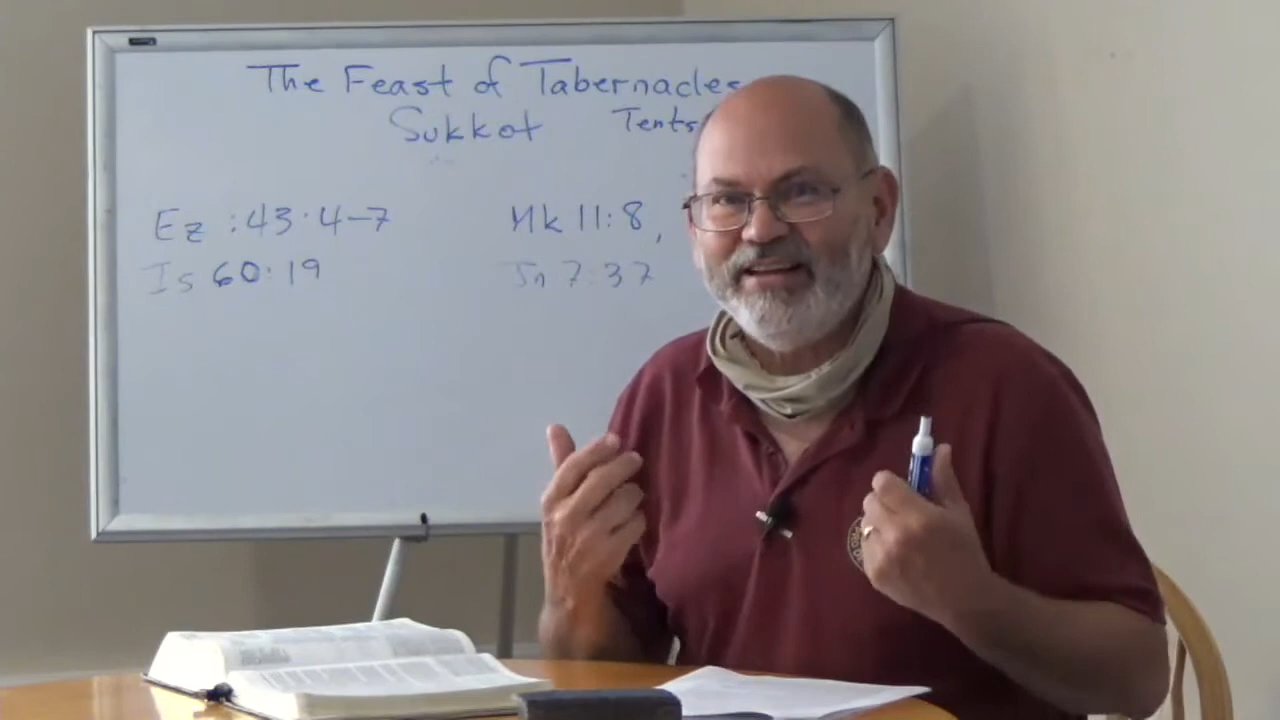 The Feast of Tabernacles
Sukkot Tents
Ez : 43 · 4-7 Mk 11:8,
Is 60:19 Jn 7:37